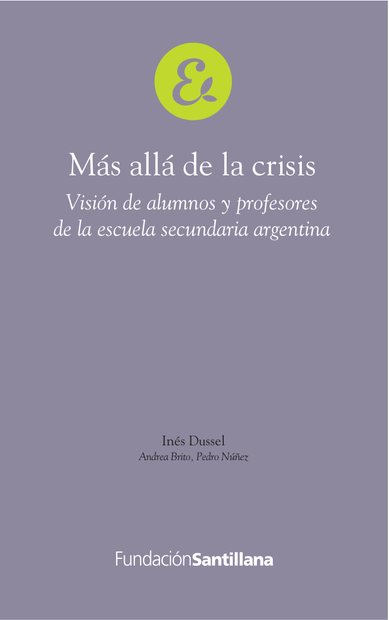 Más allá de la crisis
Visión de alumnos y profesores
de la escuela secundaria argentina
Inés Dussel
Andrea Brito, Pedro Núñez
FundaciónSantillana